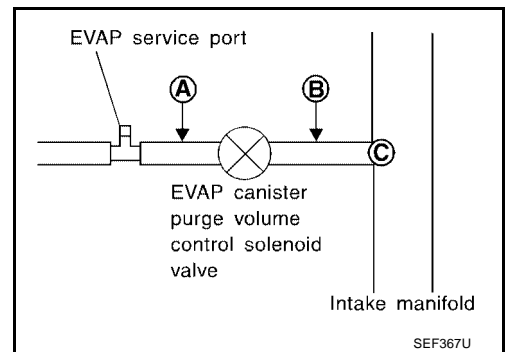 EVAP service port
A
B
C
EVAP canister
purge volume
control solenoid
valve
Intake manifold
SEF367U